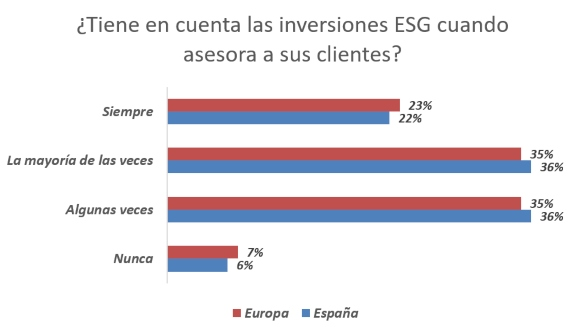 ¿Tiene en cuenta las inversiones ESG cuando
asesora a sus clientes?
Siempre
23%
22%
La mayoría de las veces
35%
36%
Algunas veces
35%
36%
Nunca
7%
6%
Europa España